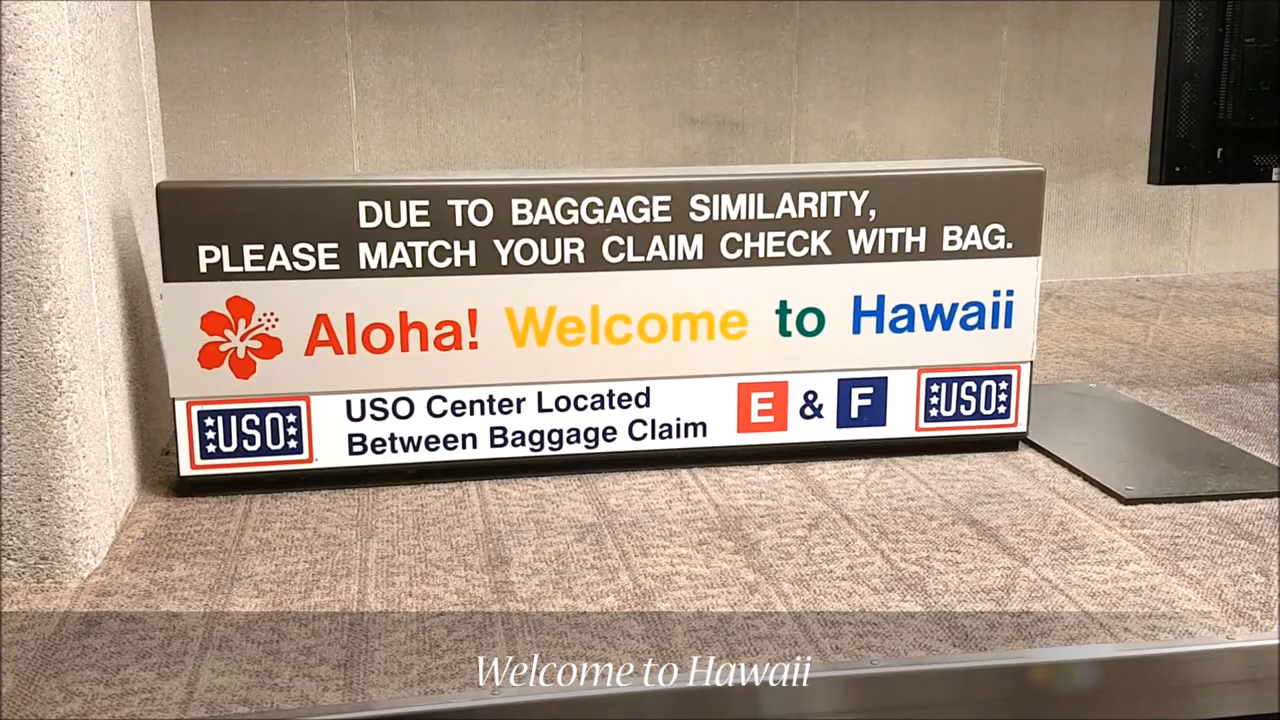 DUE TO BAGGAGE SIMILARITY,
PLEASE MATCH YOUR CLAIM CHECK WITH BAG.
Aloha! Welcome to Hawaii
USO
USO Center Located
Between Baggage Claim
E & F
USO
Welcome to Hawaii